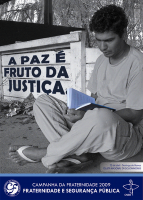 A PAZ É
FRUTO DA
JUSTIÇA.
CAMPANHA DA FRATERNIDADE 2009
FRATERNIDADE E SEGURANÇA PÚBLICA